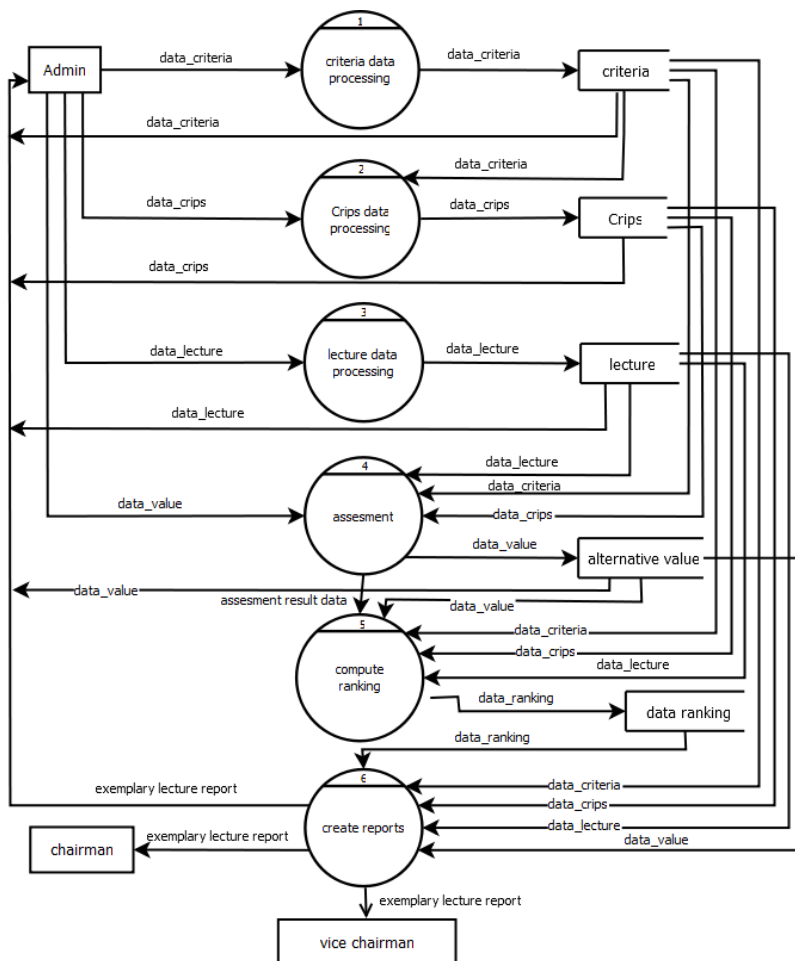 1
Admin
data_criteria
criteria data
processing
data_criteria
criteria
data_criteria
data_criteria
2
data_crips
Crips data
processing
data_crips
Crips
data_crips
3
data_lecture
lecture data
processing
data_lecture
lecture
data_lecture
data_lecture
4
data_criteria
data_value
assesment
data_crips
data_value
alternative value
data_value
assesment result data
data_value
5
data_criteria
data_crips
compute
ranking
data_lecture
data_ranking
data ranking
data_ranking
6
exemplary lecture report
data_criteria
data_crips
create reports
data_lecture
chairman
exemplary lecture report
data_value
exemplary lecture report
vice chairman